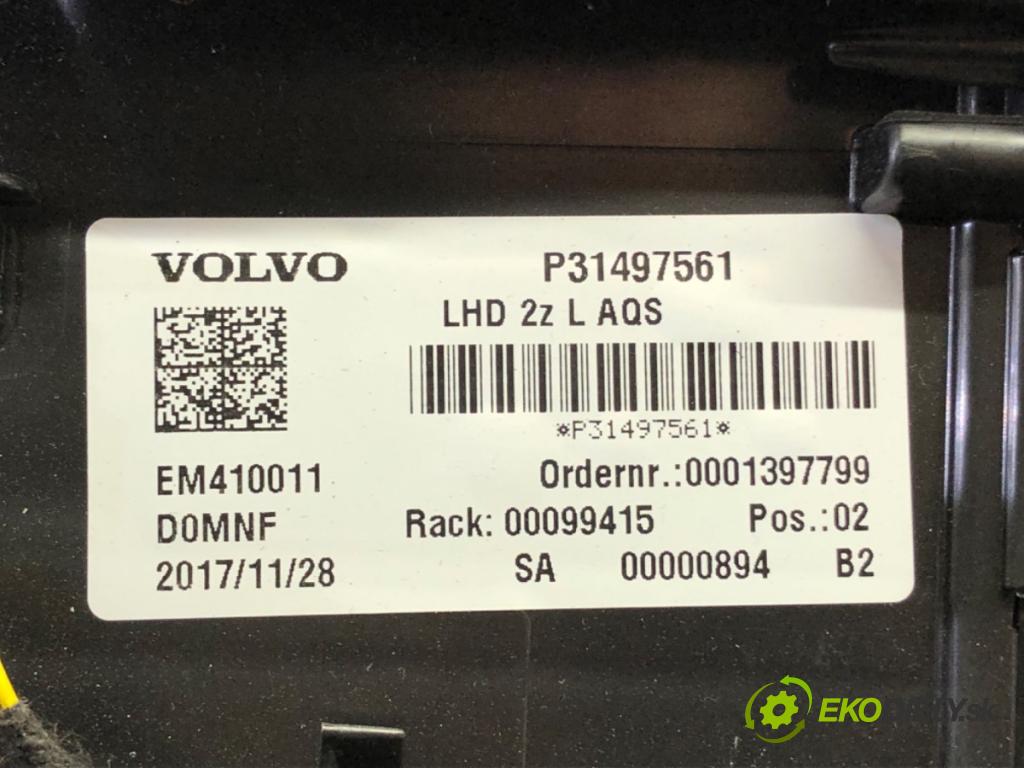 VOLVO P31497561
LHD 2z L AQS
*P31497561*
EM410011 Ordernr.:0001397799
D0MNF Rack: 00099415 Pos.:02
2017/11/28 SA 00000894 B2
EKO